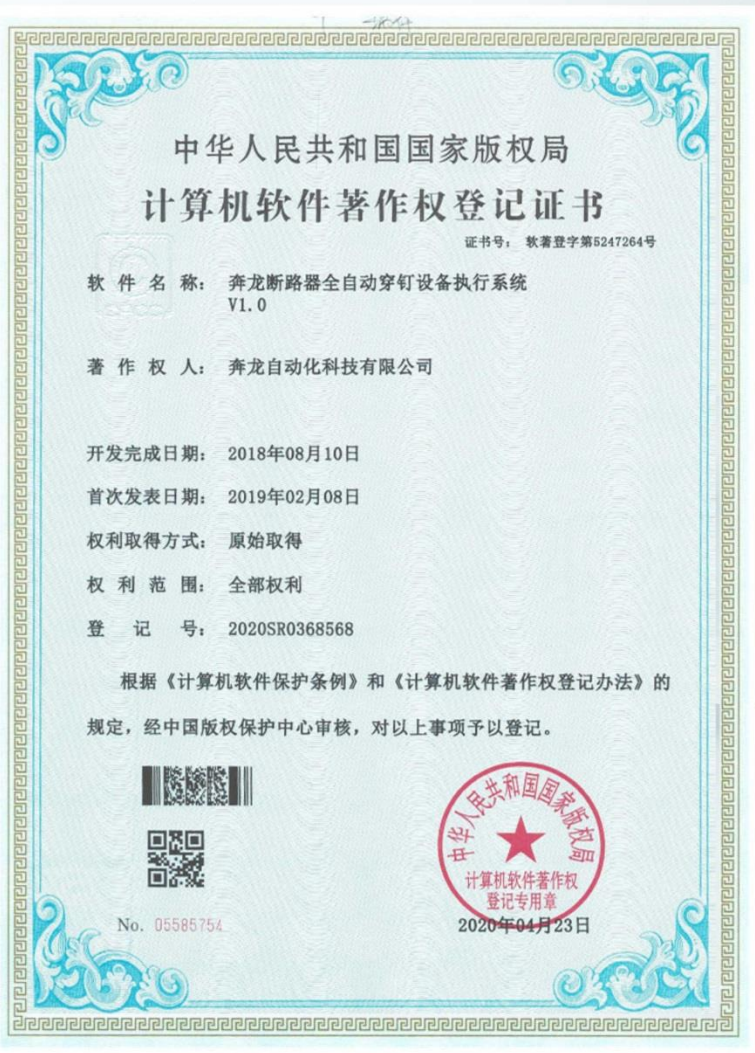 中华人民共和国国家版权局
计算机软件著作权登记证书
证书号： 软著登字第5247264号
软件名称： 奔龙断路器全自动穿钉设备执行系统
V1.0
著作权人： 奔龙自动化科技有限公司
开发完成日期： 2018年08月10日
首次发表日期： 2019年02月08日
权利取得方式： 原始取得
权利范围： 全部权利
登记号： 2020SR0368568
根据《计算机软件保护条例》和《计算机软件著作权登记办法》的
规定，经中国版权保护中心审核，对以上事项予以登记。
中华人民共和国国家版权局
计算机软件著作权
登记专用章
No. 05585754
2020年04月23日